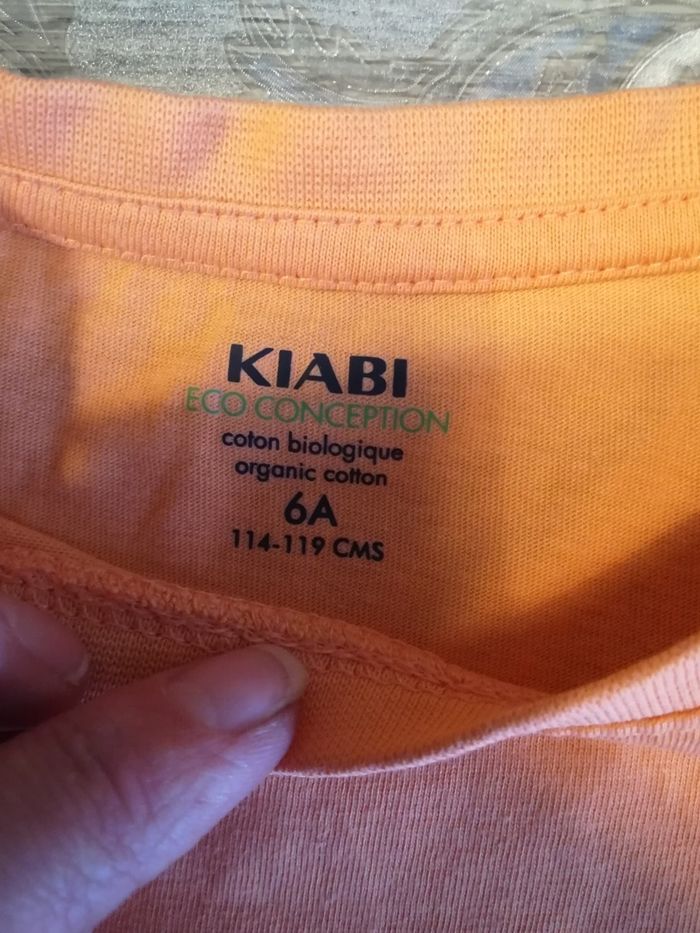 KIABI
ECO CONCEPTION
coton biologique
organic cotton
6A
114-119 CMS